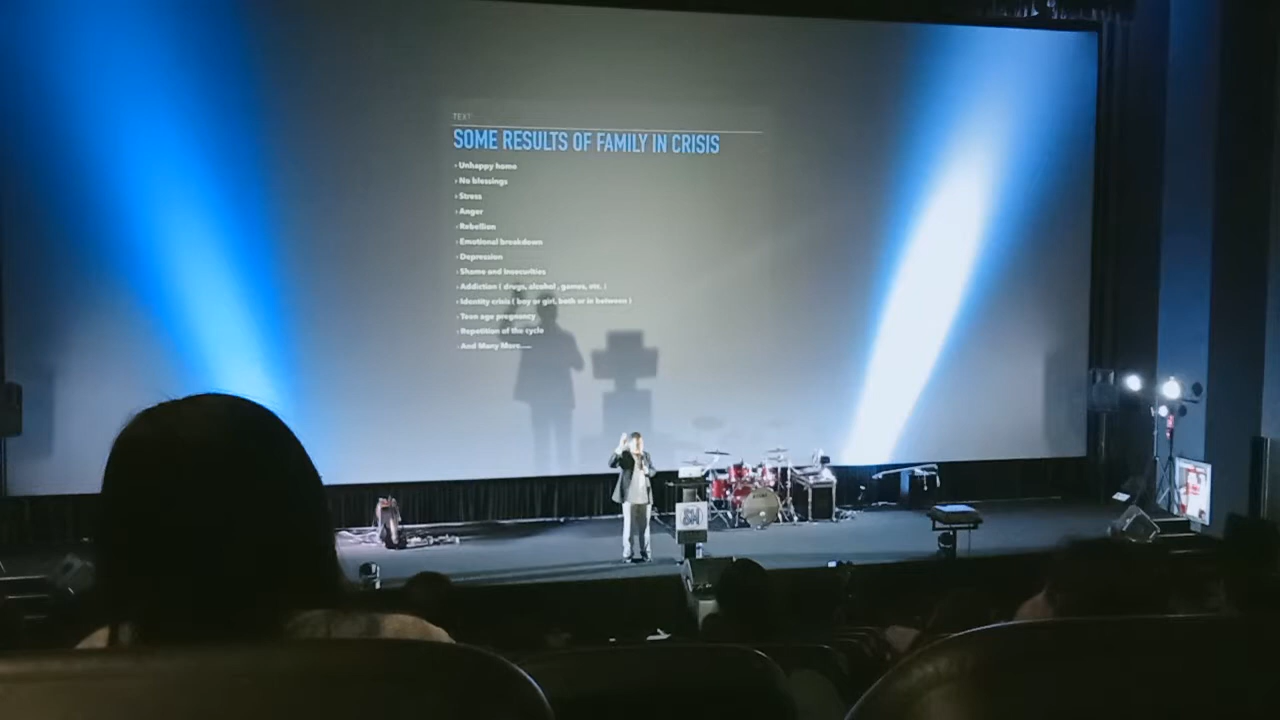 TEXT
SOME RESULTS OF FAMILY IN CRISIS
› Unhappy home
› No blessings
› Stress
› Anger
› Rebellion
› Emotional breakdown
› Depression
› Shame and insecurities
› Addiction ( drugs, alcohol , games, etc. )
› Identity crisis ( boy or girl, both or in between )
› Teen age pregnancy
› Repetition of the cycle
› And Many More.....